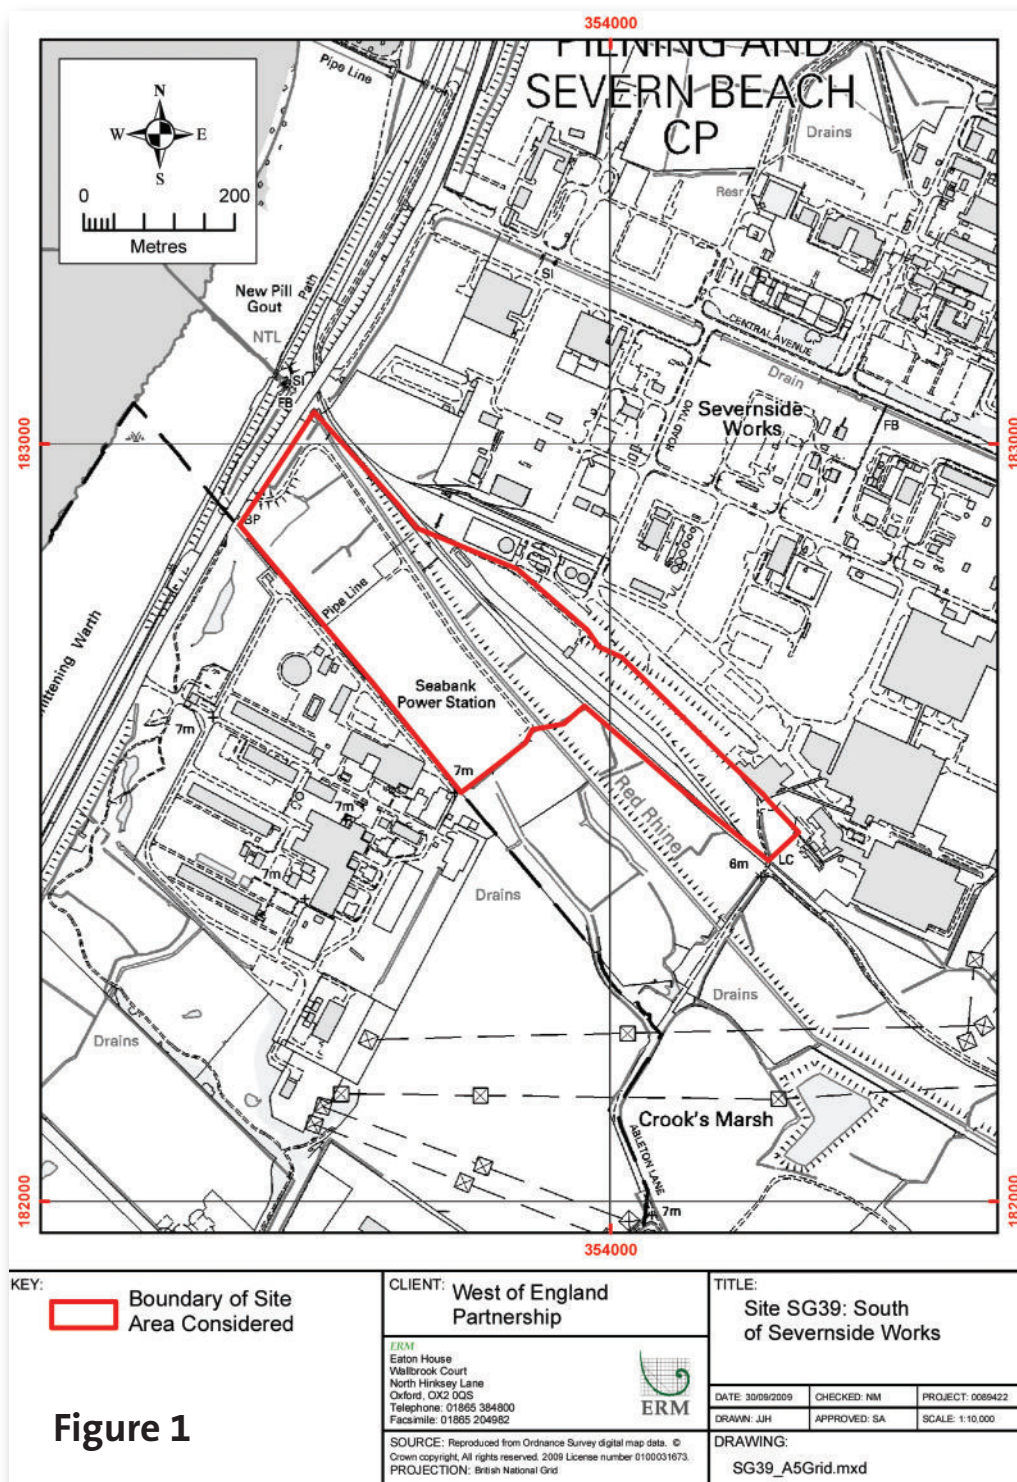 354000
PILNING AND
SEVERN BEACH
CP
Pipe Line
Drains
Resr
N
W E
S
0 200
Metres
SI
New Pill
Gout
Path
NTL
SI
FB
CENTRAL AVENUE
Drain
Severnside
Works
ROAD TWO
FB
183000
183000
BP
Pipe Line
Seabank
Power Station
7m
7m
7m
7m
Red Rhine
6m
LC
Drains
Drains
Drains
Crook's Marsh
ABLETON LANE
7m
182000
182000
354000
KEY:
Boundary of Site
Area Considered
Figure 1
CLIENT: West of England
Partnership
ERM
Eaton House
Wallbrook Court
North Hinksey Lane
Oxford, OX2 0QS
Telephone: 01865 384800
Facsimile: 01865 204982
ERM
SOURCE: Reproduced from Ordnance Survey digital map data. ©
Crown copyright, All rights reserved. 2009 License number 0100031673.
PROJECTION: British National Grid
TITLE:
Site SG39: South
of Severnside Works
DATE: 30/09/2009 CHECKED: NM PROJECT: 0089422
DRAWN: JJH APPROVED: SA SCALE: 1:10,000
DRAWING:
SG39_A5Grid.mxd